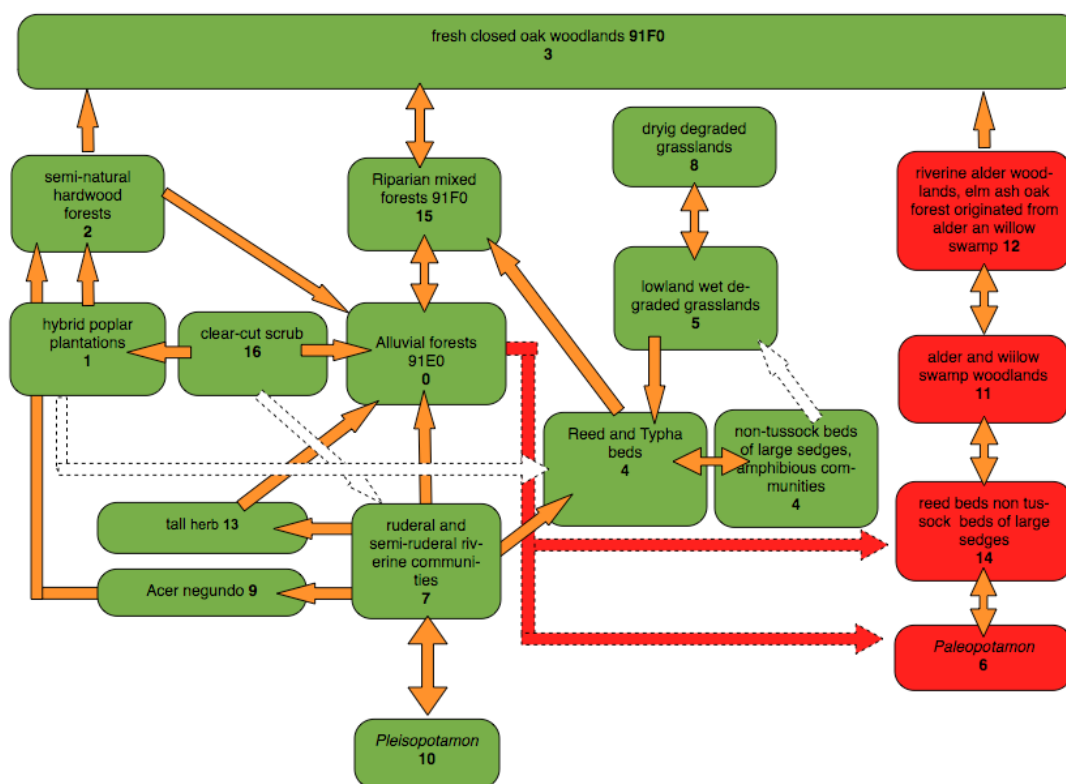 fresh closed oak woodlands 91F0
3
semi-natural
hardwood
forests
2
Riparian mixed
forests 91F0
15
dryig degraded
grasslands
8
riverine alder wood-
lands, elm ash oak
forest originated from
alder an willow
swamp 12
hybrid poplar
plantations
1
clear-cut scrub
16
Alluvial forests
91E0
0
lowland wet de-
graded grasslands
5
alder and wiilow
swamp woodlands
11
Reed and Typha
beds
4
non-tussock beds
of large sedges,
amphibious com-
munities
4
reed beds non tus-
sock beds of large
sedges
14
tall herb 13
ruderal and
semi-ruderal riv-
erine communi-
ties
7
Acer negundo 9
Paleopotamon
6
Pleisopotamon
10